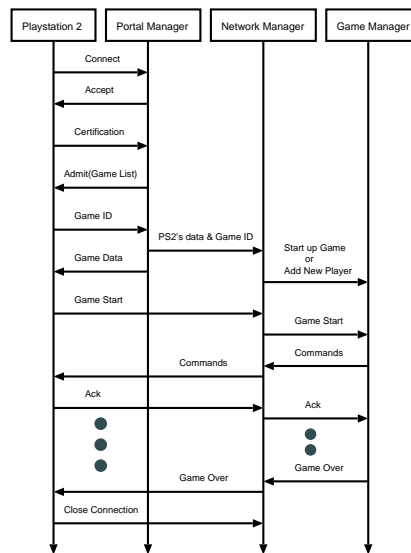 Playstation 2
Portal Manager
Network Manager
Game Manager
Connect
Accept
Certification
Admit(Game List)
Game ID
PS2's data & Game ID
Start up Game
or
Add New Player
Game Data
Game Start
Game Start
Commands
Commands
Ack
Ack
Game Over
Game Over
Close Connection